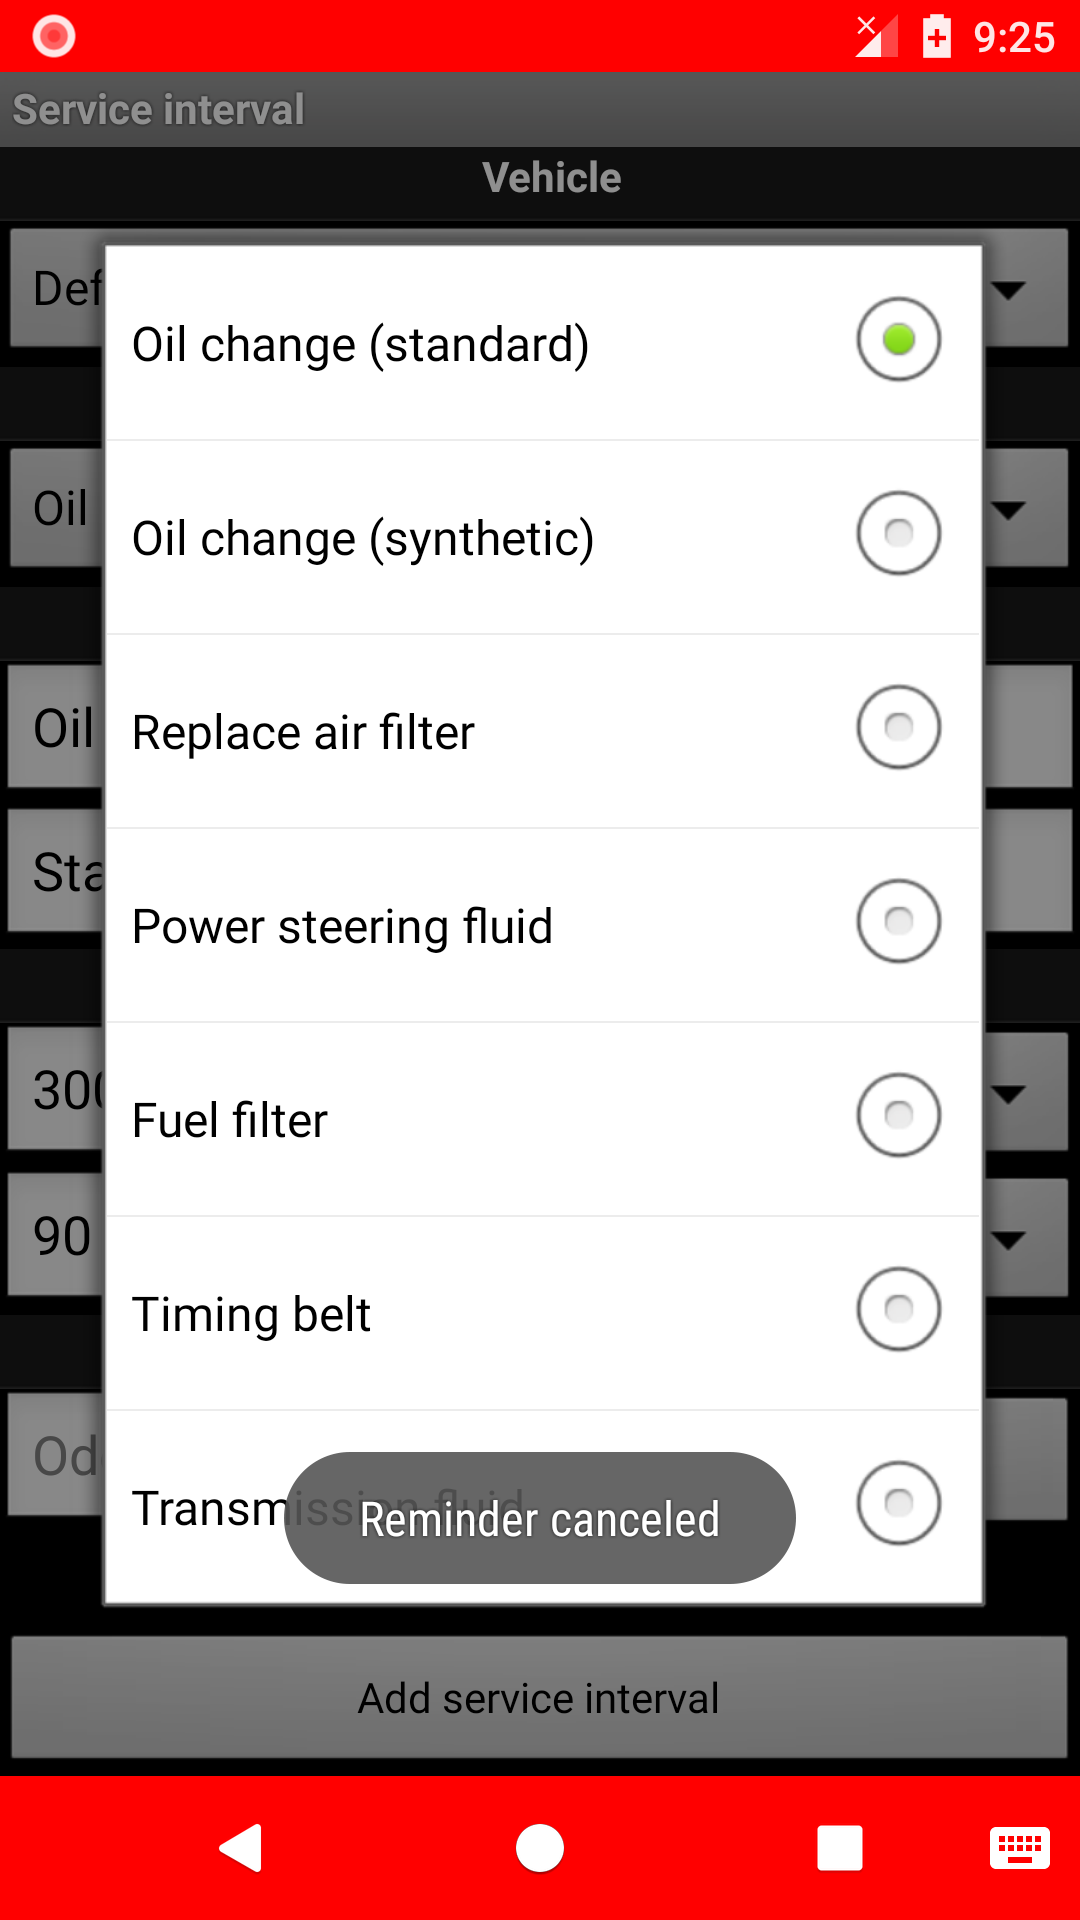 9:25
Service interval
Vehicle
Def
Oil change (standard)
Oil
Oil change (synthetic)
Oil
Replace air filter
Sta
Power steering fluid
300
Fuel filter
90
Timing belt
Od
Transmission fluid
Reminder canceled
Add service interval